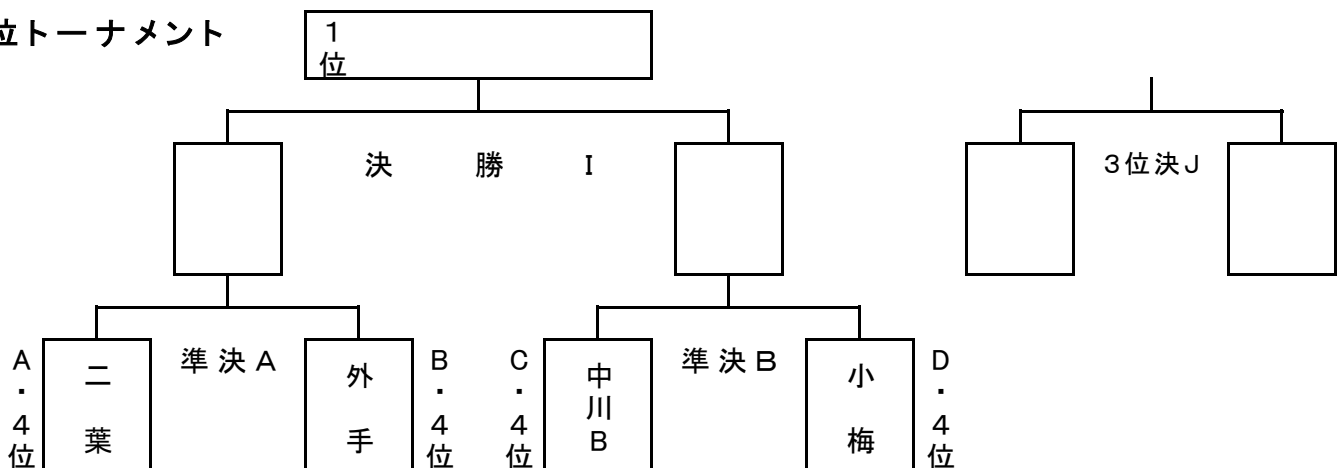 位トーナメント
1
位
決 勝 I
3位決J
A・4位
二葉
準決A
外手
B・4位
C・4位
中川B
準決B
小梅
D・4位